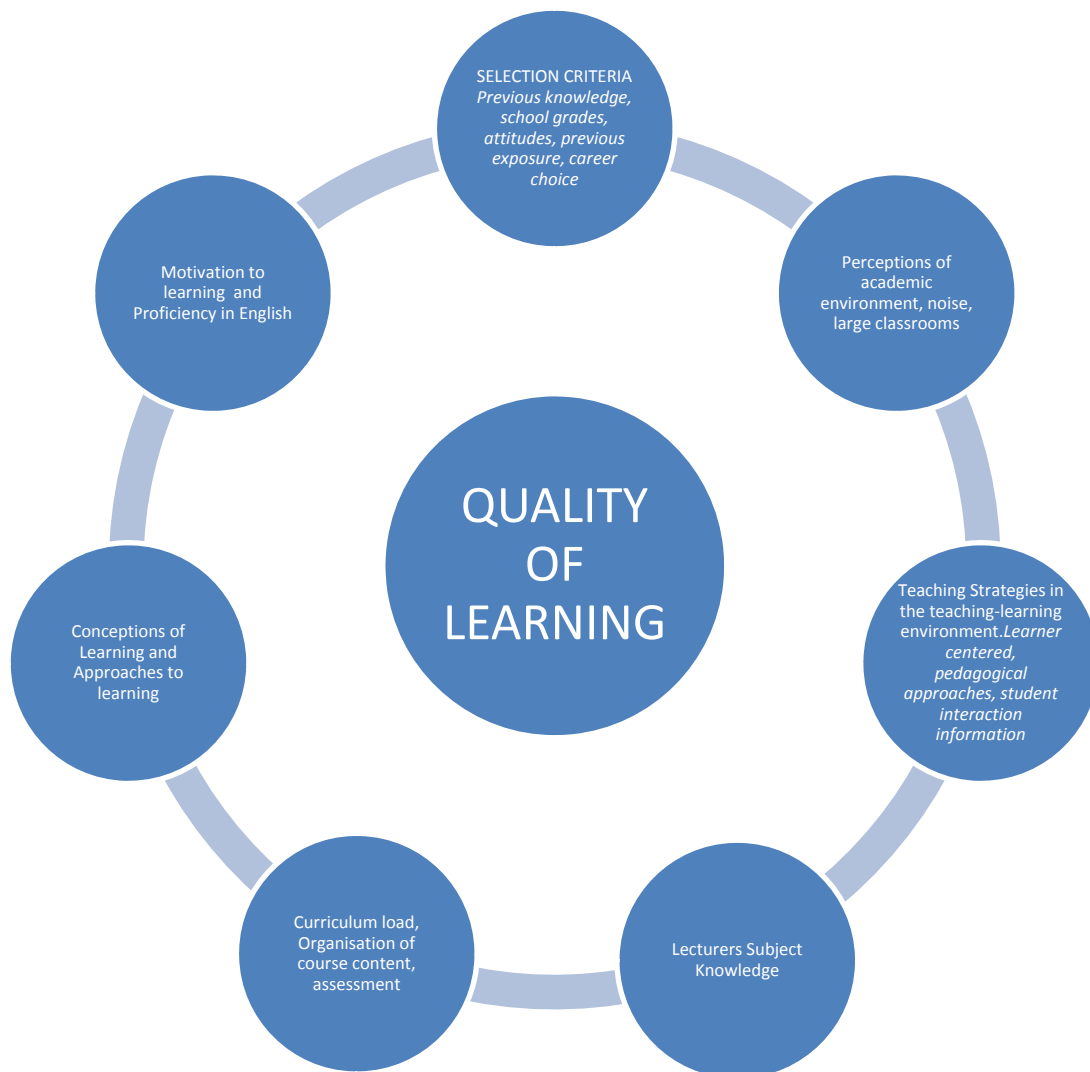 SELECTION CRITERIA
Previous knowledge,
school grades,
attitudes, previous
exposure, career
choice
Perceptions of
academic
environment, noise,
large classrooms
Teaching Strategies in
the teaching-learning
environment.Learner
centered,
pedagogical
approaches, student
interaction
information
Lecturers Subject
Knowledge
Curriculum load,
Organisation of
course content,
assessment
Conceptions of
Learning and
Approaches to
learning
Motivation to
learning  and
Proficiency in English
QUALITY
OF
LEARNING